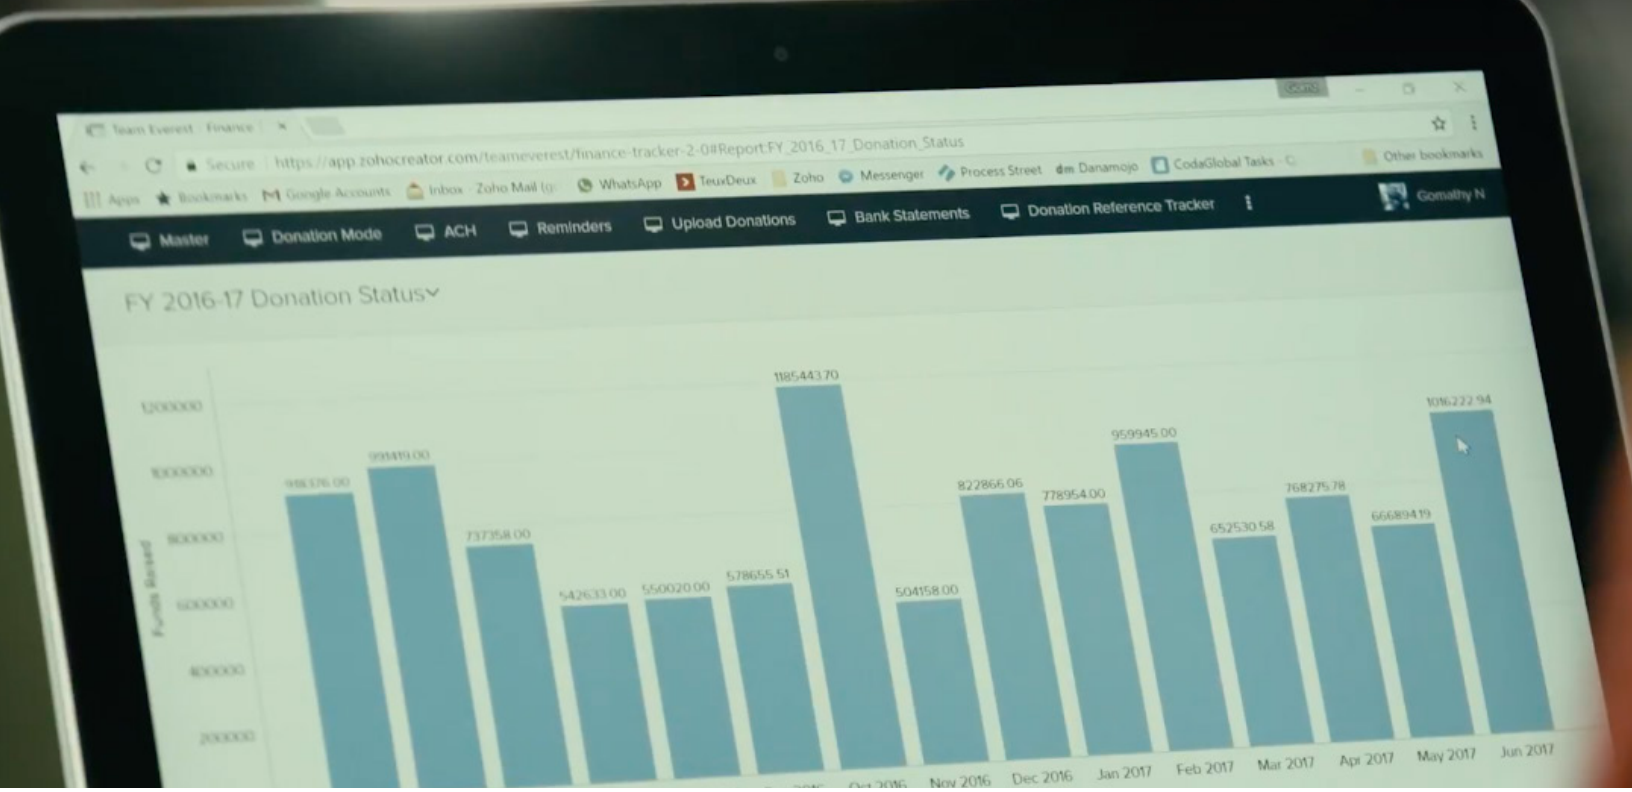 Team Everest - Finance
Secure https://app.zohocreator.com/teameverest/finance-tracker-2-0#Report:FY_2016_17_Donation_Status
Apps Bookmarks Google Accounts Inbox - Zoho Mail (g WhatsApp TeuxDeux Zoho Messenger Process Street dm Danamojo CodaGlobal Tasks - C Other bookmarks
Master Donation Mode ACH Reminders Upload Donations Bank Statements Donation Reference Tracker Gomathy N
FY 2016-17 Donation Status
1185443.70
1200000
1016222.94
959945.00
991419.00
1000000
822866.06
768275.78
778954.00
666894.19
652530.58
737358.00
800000
578655.51
550020.00
542633.00
504158.00
Funds Raised
600000
400000
200000
Oct 2016 Nov 2016 Dec 2016 Jan 2017 Feb 2017 Mar 2017 Apr 2017 May 2017 Jun 2017